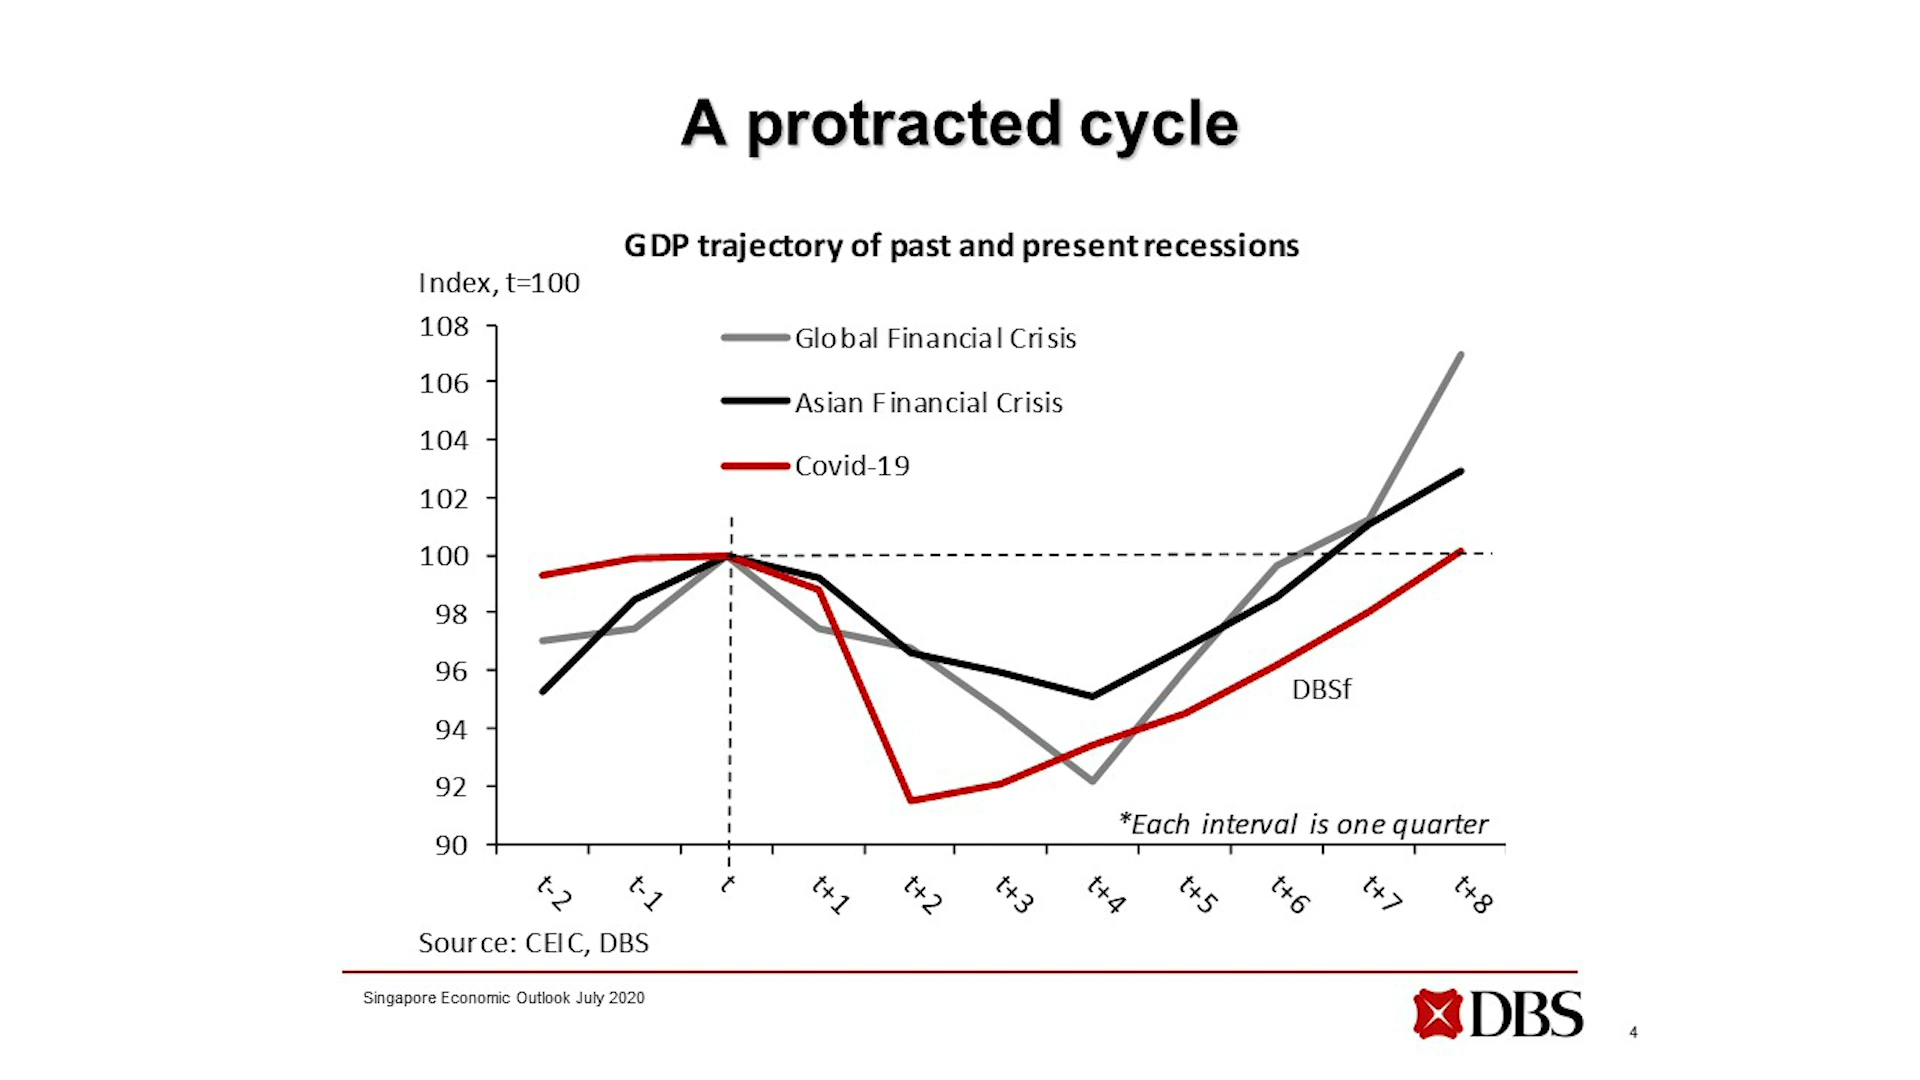 A protracted cycle
GDP trajectory of past and present recessions
Index, t=100
108
106
104
102
100
98
96
94
92
90
Global Financial Crisis
Asian Financial Crisis
Covid-19
DBSf
*Each interval is one quarter
t-2
t-1
t
t+1
t+2
t+3
t+4
t+5
t+6
t+7
t+8
Source: CEIC, DBS
Singapore Economic Outlook July 2020
DBS
4